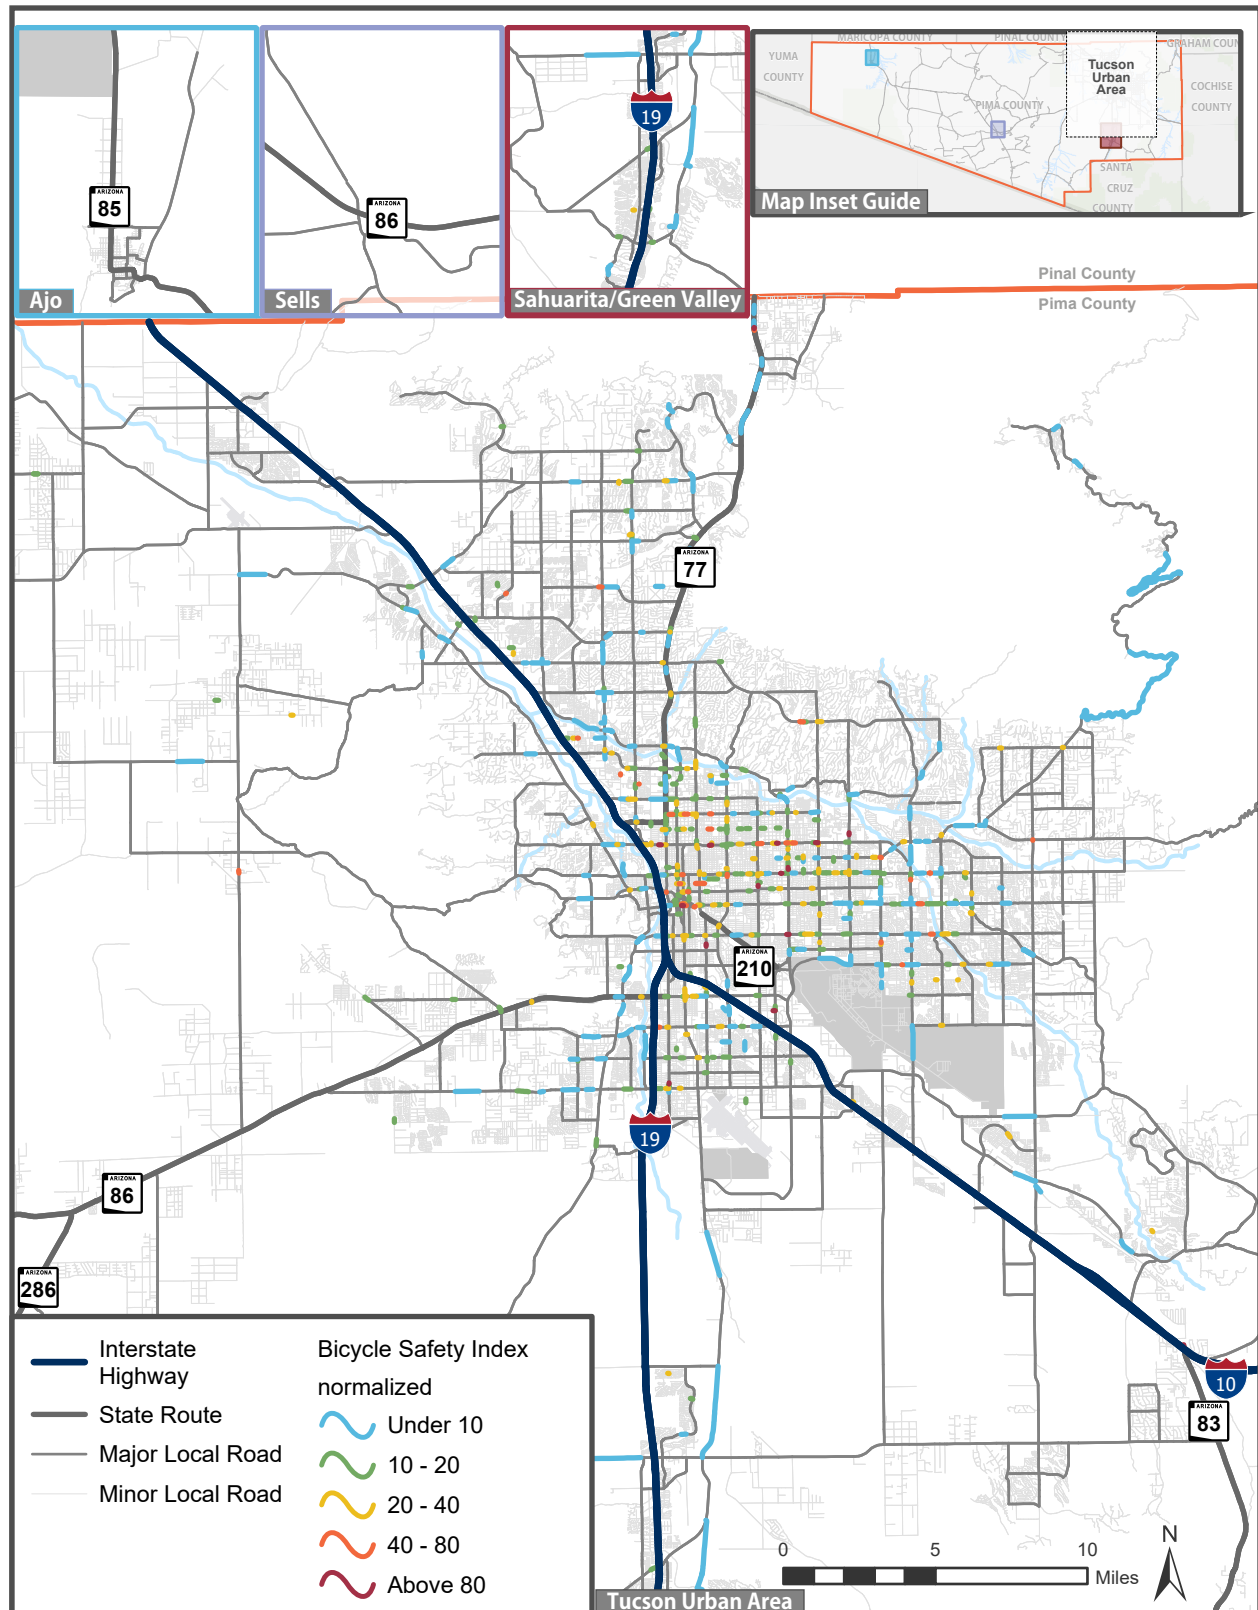 ARIZONA
85
Ajo
ARIZONA
86
Sells
19
Sahuarita/Green Valley
MARICOPA COUNTY
PINAL COUNTY
GRAHAM COUN
YUMA
COUNTY
Tucson
Urban
Area
COCHISE
COUNTY
PIMA COUNTY
SANTA
CRUZ
COUNTY
Map Inset Guide
Pinal County
Pima County
ARIZONA
77
ARIZONA
210
19
ARIZONA
86
ARIZONA
286
10
ARIZONA
83
Interstate
Highway
State Route
Major Local Road
Minor Local Road
Bicycle Safety Index
normalized
Under 10
10 - 20
20 - 40
40 - 80
Above 80
0 5 10
Miles
N
Tucson Urban Area